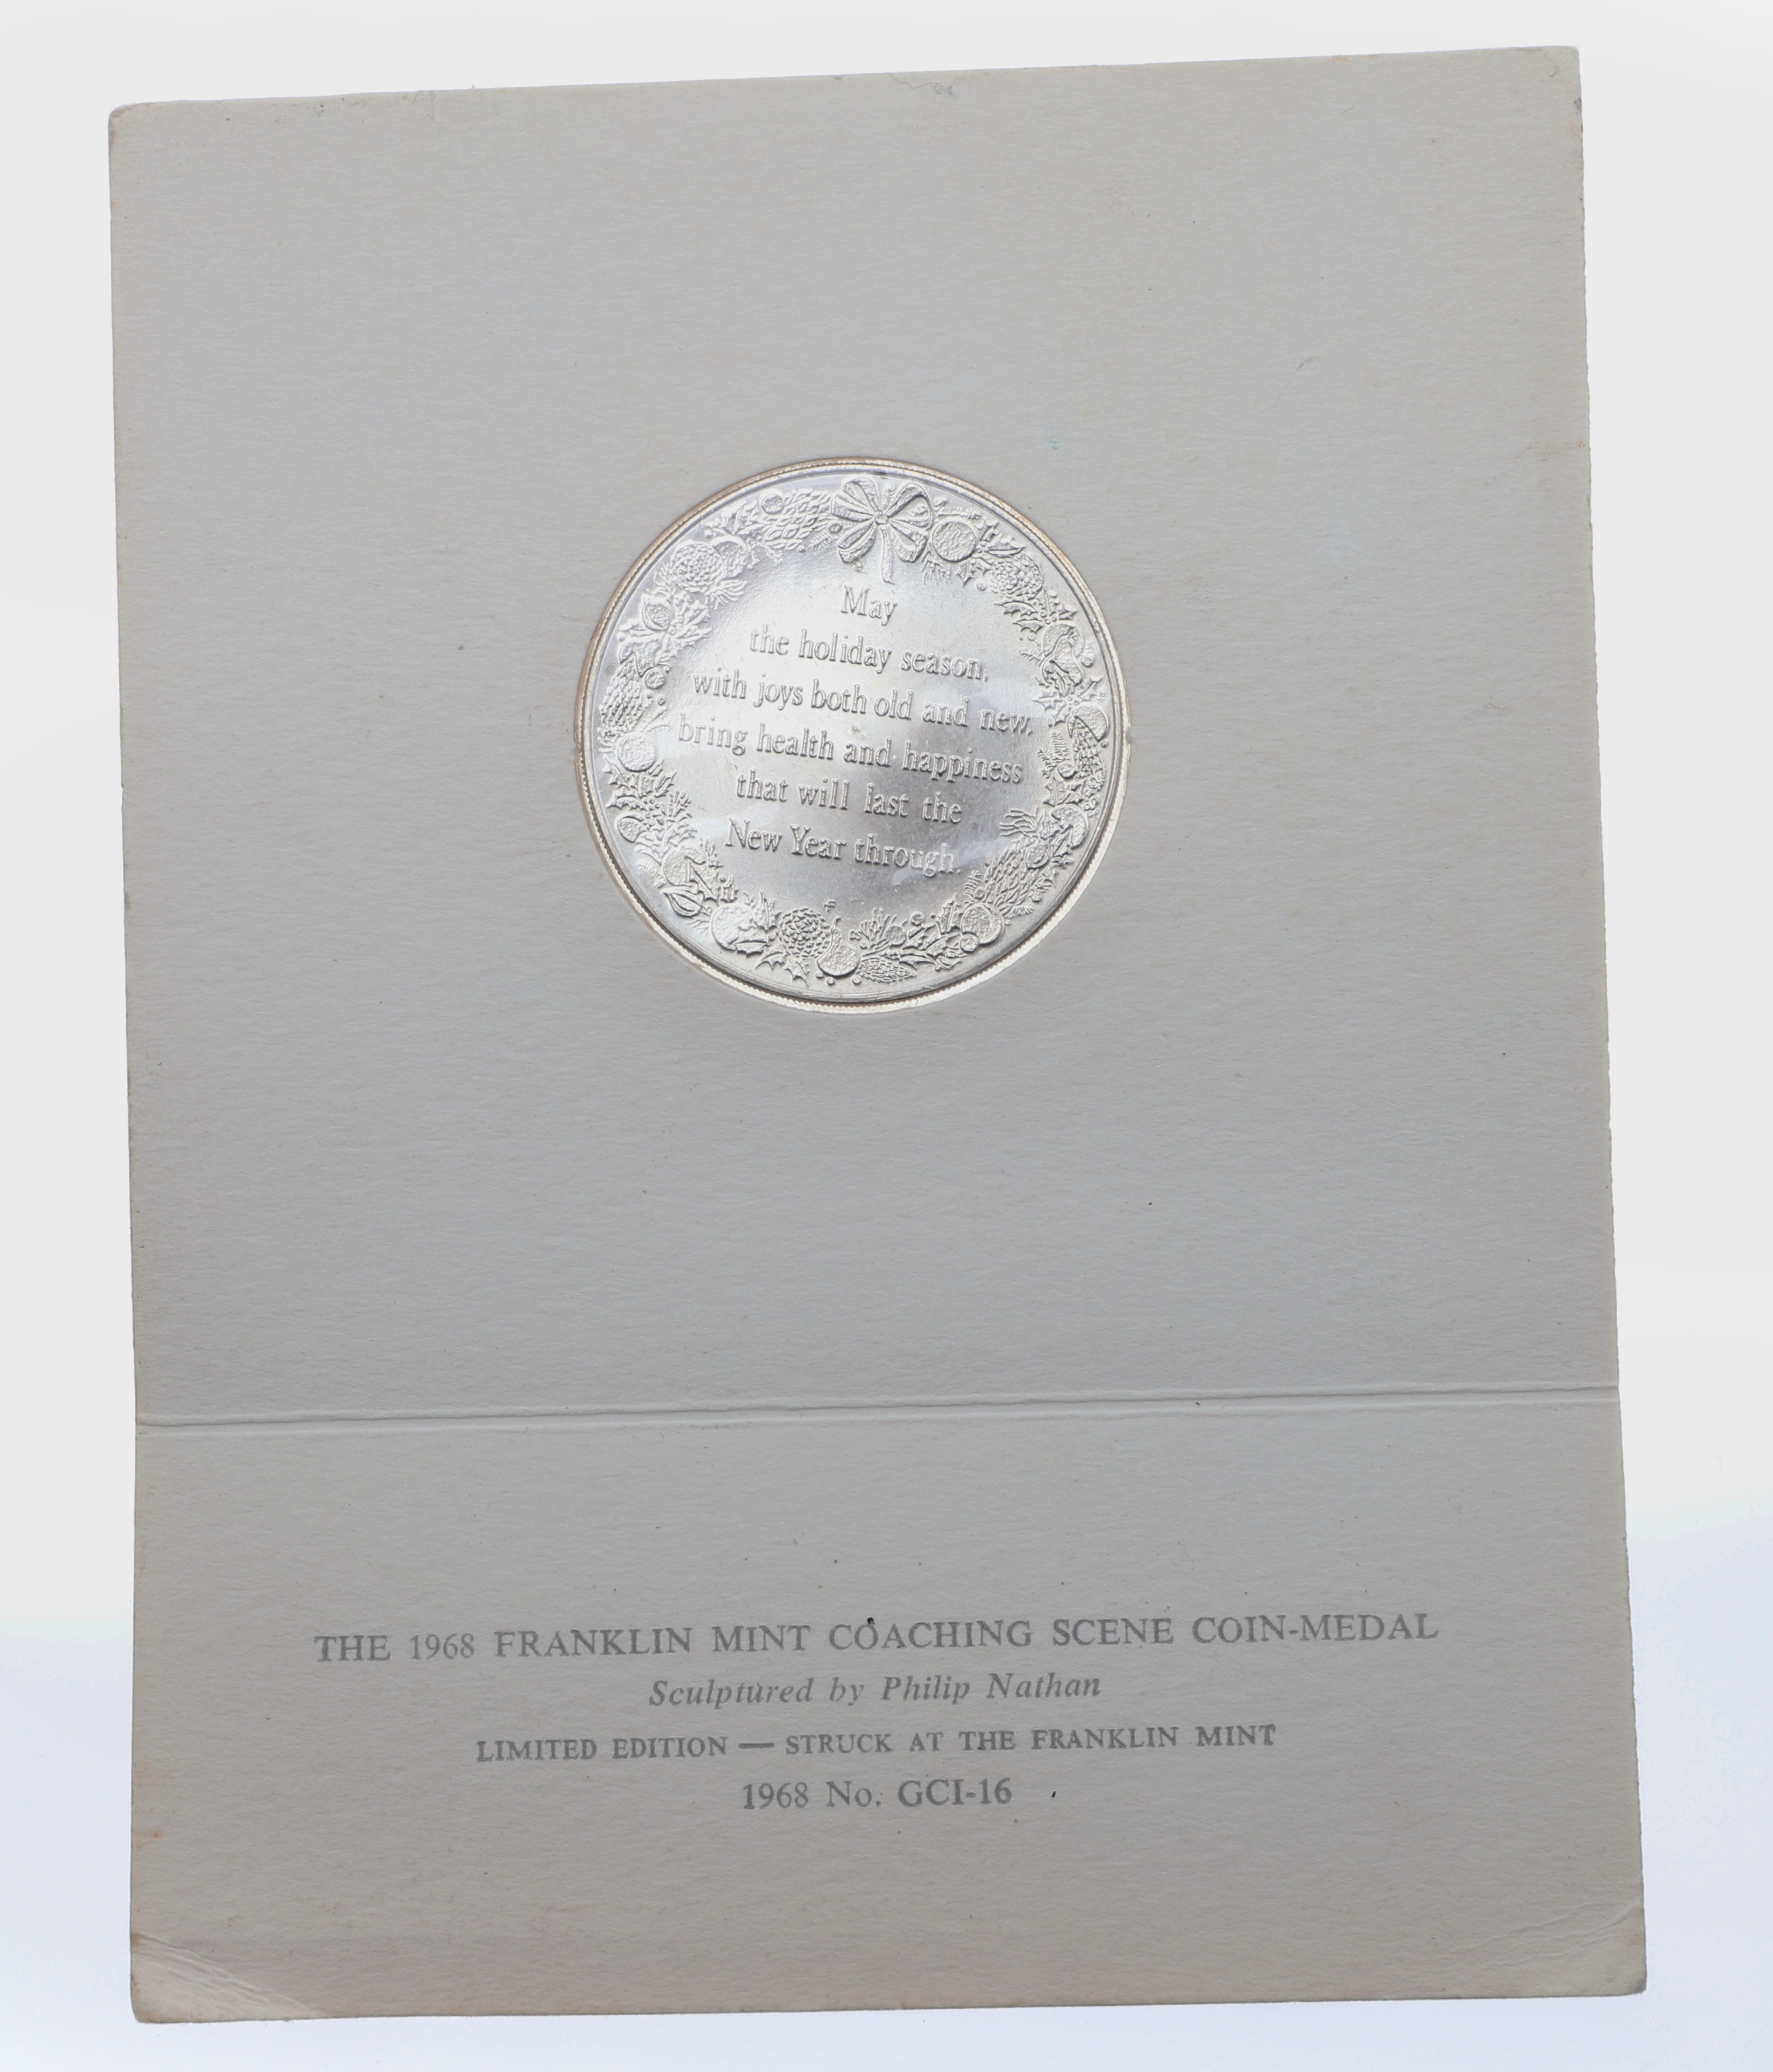 May
the holiday season,
with joys both old and new,
bring health and happiness
that will last the
New Year through.
THE 1968 FRANKLIN MINT COACHING SCENE COIN-MEDAL
Sculptured by Philip Nathan
LIMITED EDITION — STRUCK AT THE FRANKLIN MINT
1968 No. GCI-16